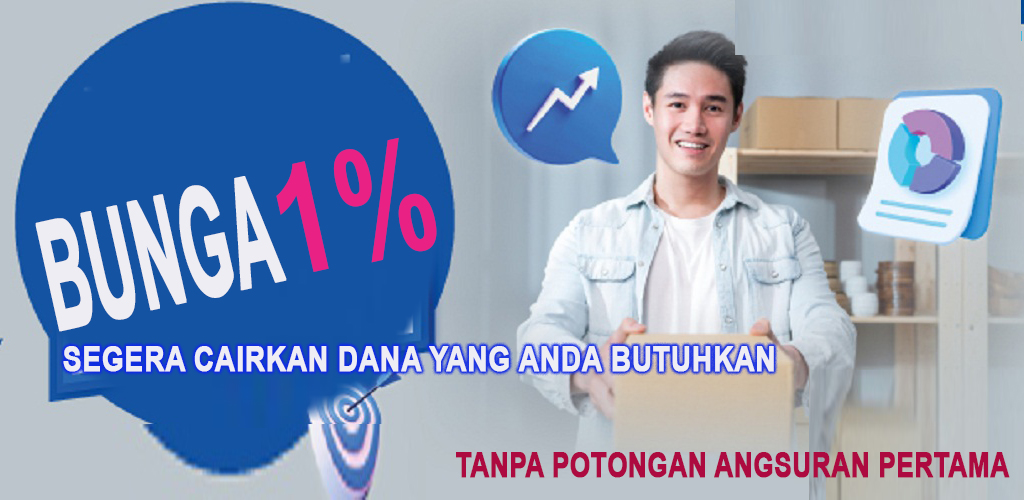 BUNGA 1%
SEGERA CAIRKAN DANA YANG ANDA BUTUHKAN
TANPA POTONGAN ANGSURAN PERTAMA